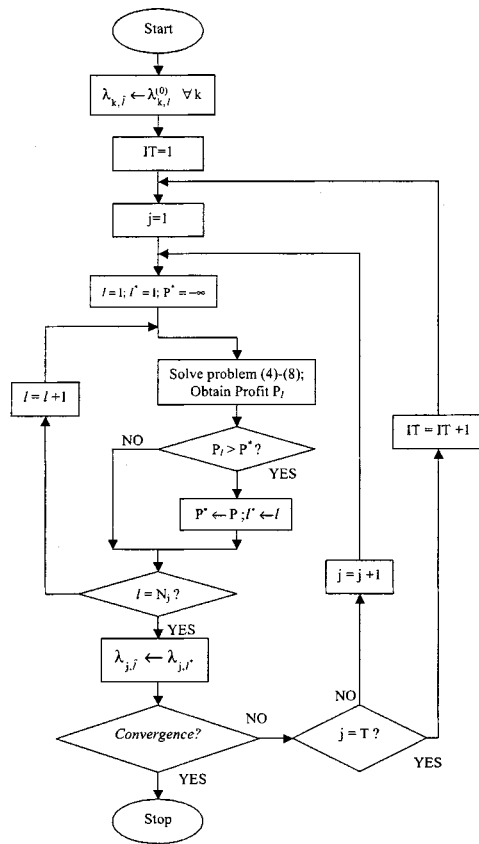 Start
λ_{k,l̄} ← λ_{k,l}^{(0)} ∀k
IT=1
j=1
l=1; l*=1; P*=-∞
Solve problem (4)-(8);
Obtain Profit P_l
l = l+1
IT = IT+1
NO
P_l > P* ?
YES
P* ← P ; l* ← l
j = j+1
l = N_j ?
YES
λ_{j,l̄} ← λ_{j,l*}
NO
Convergence?
NO
j = T ?
YES
YES
Stop